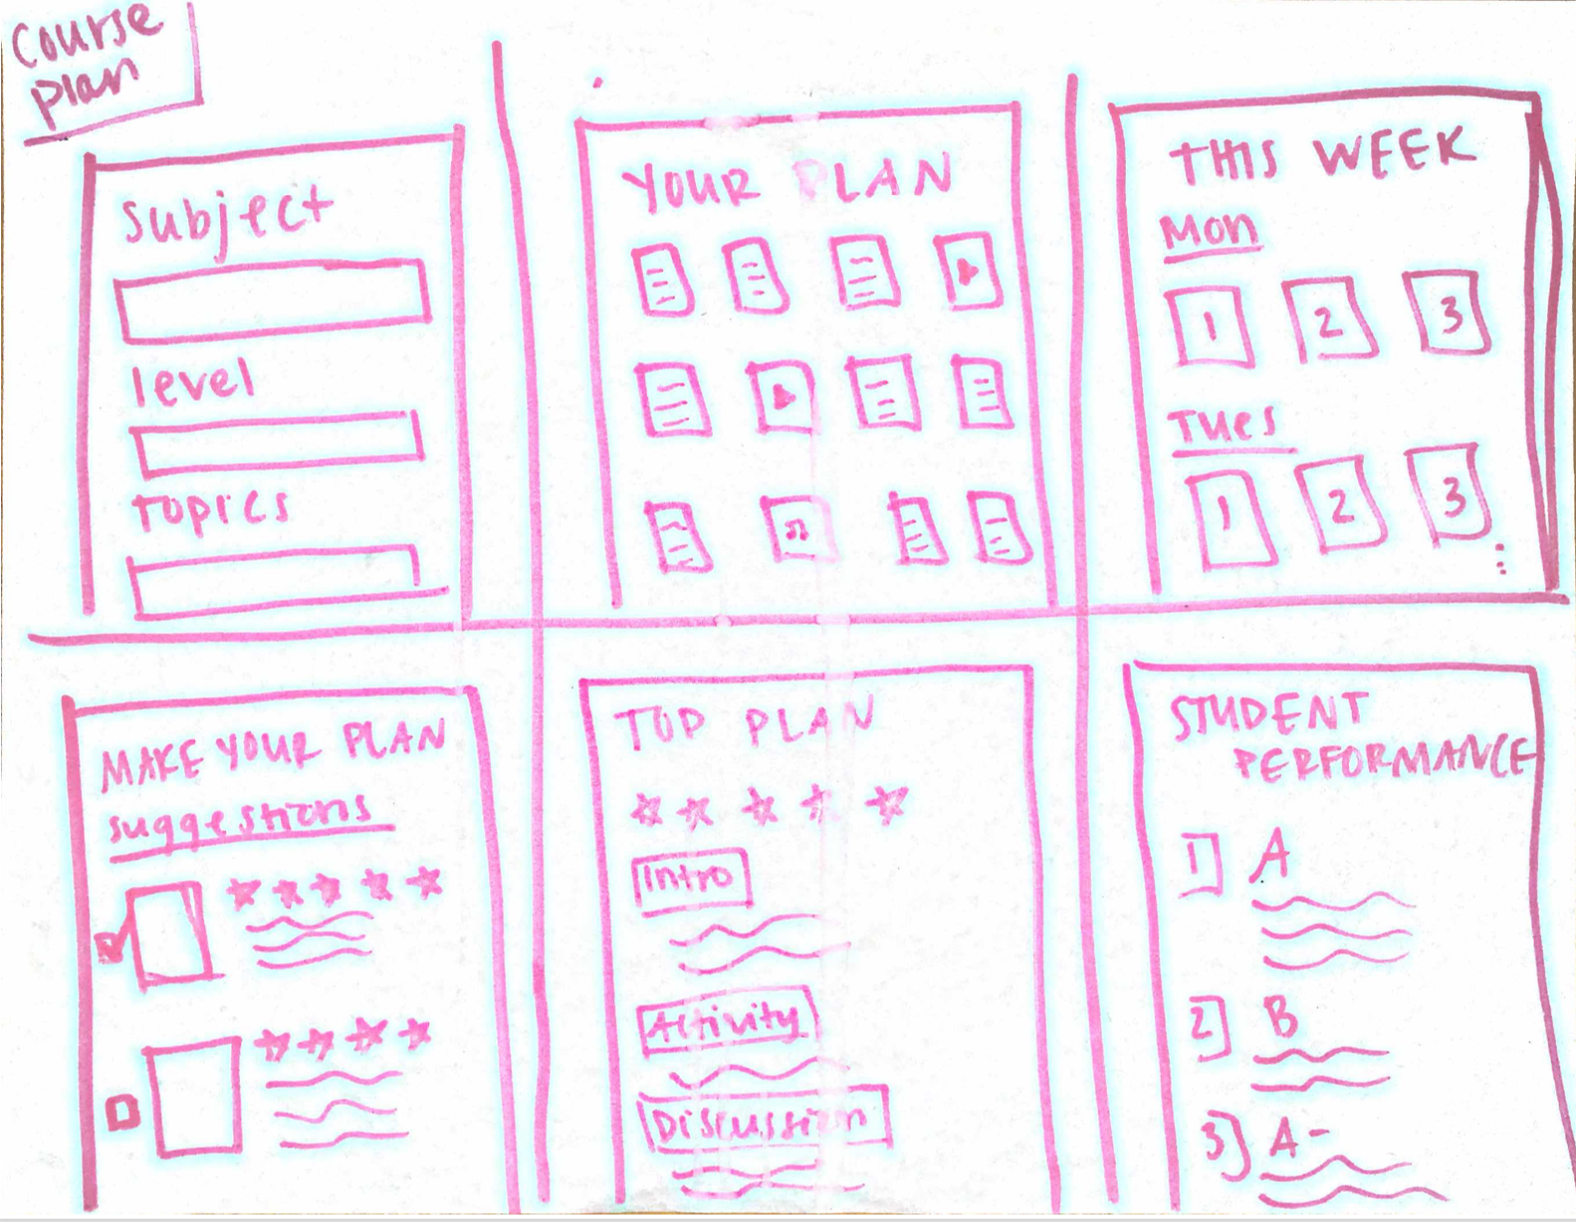 Course
plan
Subject
level
topics
YOUR PLAN
THIS WEEK
Mon
1 2 3
Tues
1 2 3
MAKE YOUR PLAN
suggestions
TOP PLAN
Intro
Activity
Discussion
STUDENT
PERFORMANCE
1 A
2 B
3 A-